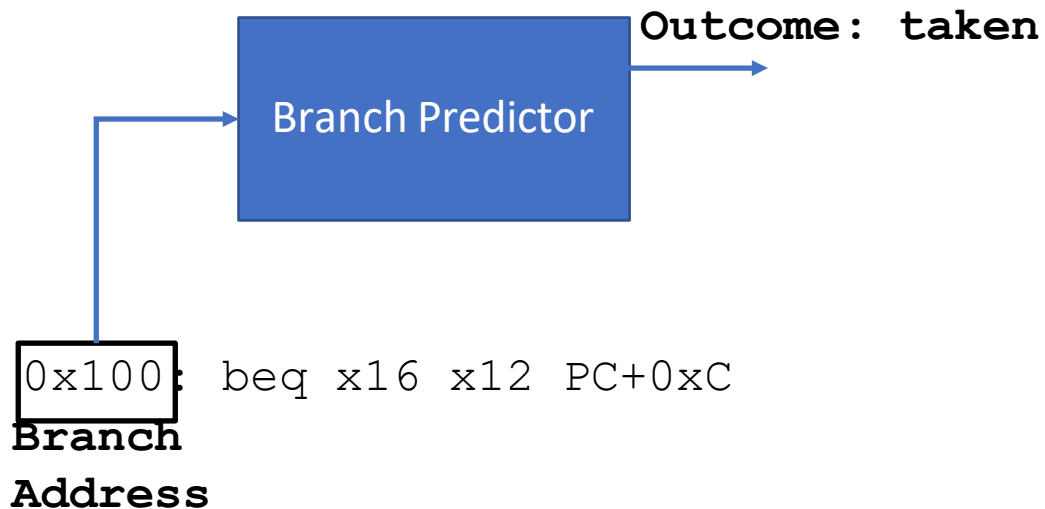 Outcome: taken
Branch Predictor
0x100: beq x16 x12 PC+0xC
Branch
Address